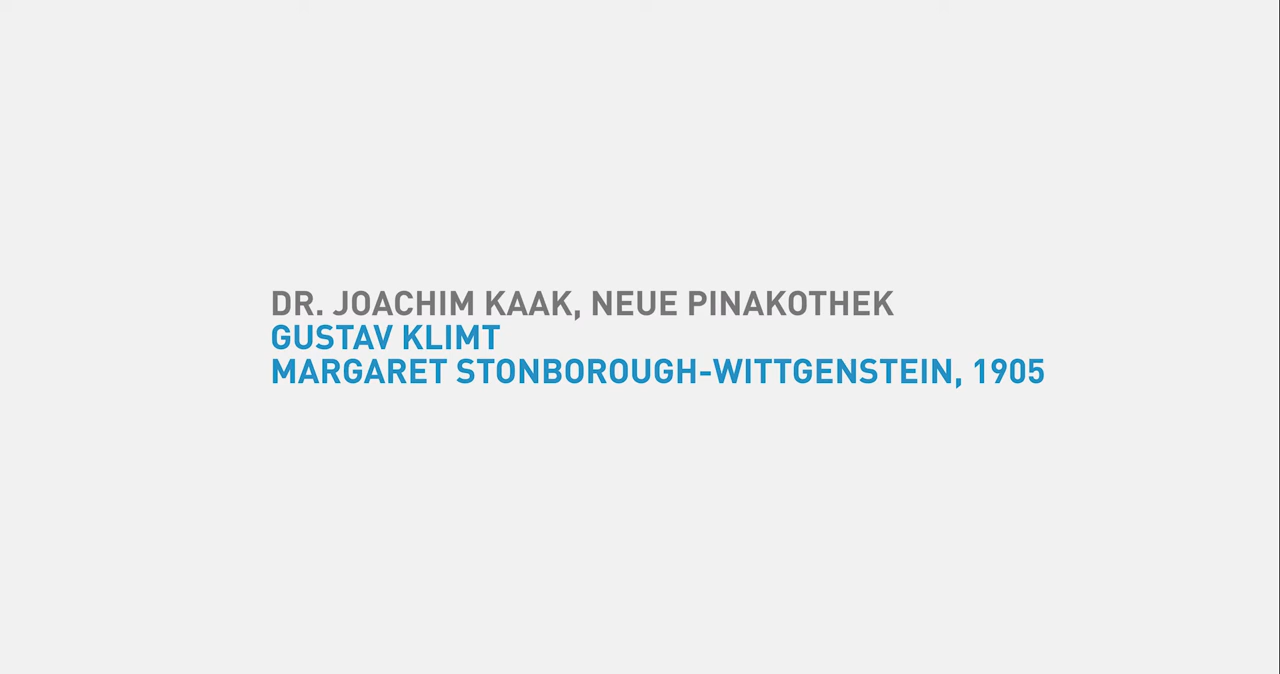 DR. JOACHIM KAAK, NEUE PINAKOTHEK
GUSTAV KLIMT
MARGARET STONBOROUGH-WITTGENSTEIN, 1905